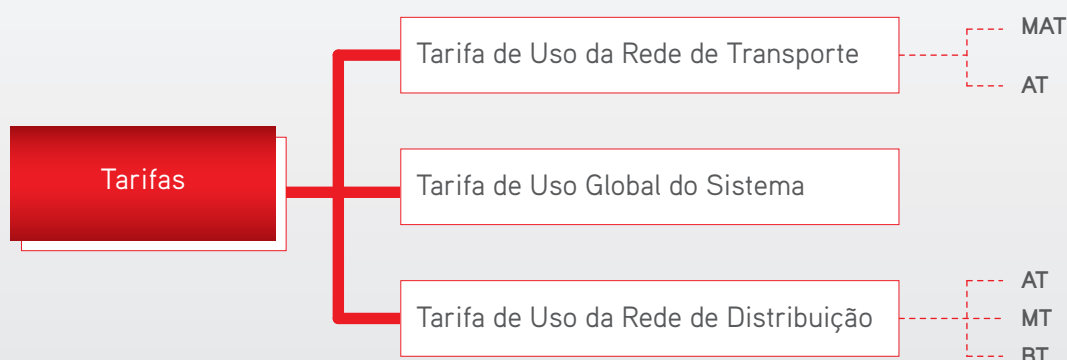 Tarifas
Tarifa de Uso da Rede de Transporte
MAT
AT
Tarifa de Uso Global do Sistema
Tarifa de Uso da Rede de Distribuição
AT
MT
BT